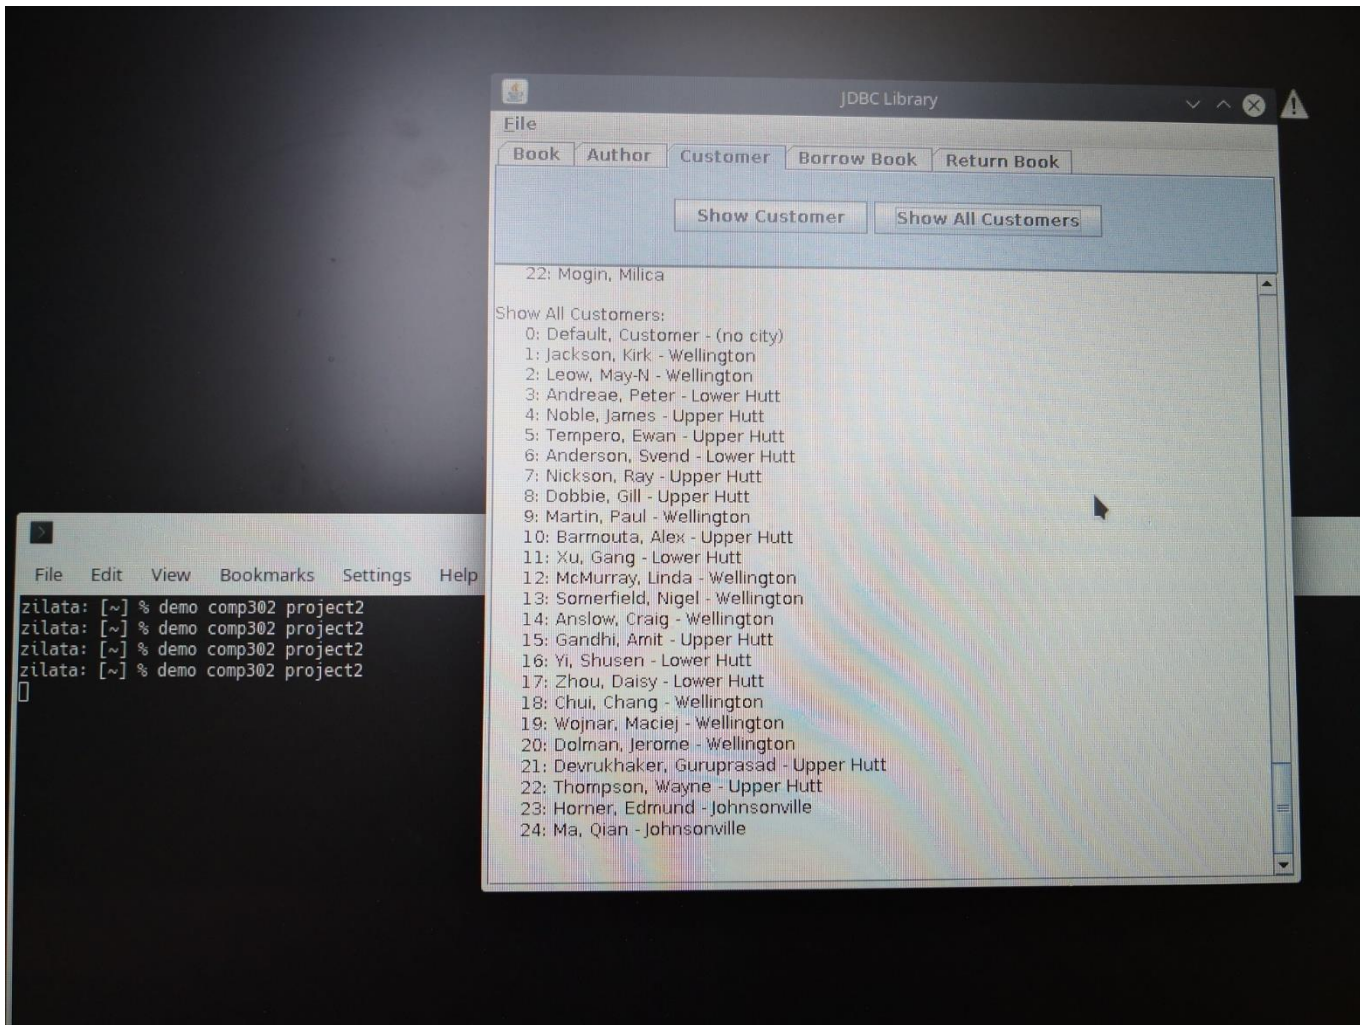 JDBC Library
File
Book Author Customer Borrow Book Return Book
Show Customer Show All Customers
22: Mogin, Milica
Show All Customers:
0: Default, Customer - (no city)
1: Jackson, Kirk - Wellington
2: Leow, May-N - Wellington
3: Andreae, Peter - Lower Hutt
4: Noble, James - Upper Hutt
5: Tempero, Ewan - Upper Hutt
6: Anderson, Svend - Lower Hutt
7: Nickson, Ray - Upper Hutt
8: Dobbie, Gill - Upper Hutt
9: Martin, Paul - Wellington
10: Barmouta, Alex - Upper Hutt
11: Xu, Gang - Lower Hutt
12: McMurray, Linda - Wellington
13: Somerfield, Nigel - Wellington
14: Anslow, Craig - Wellington
15: Gandhi, Amit - Upper Hutt
16: Yi, Shusen - Lower Hutt
17: Zhou, Daisy - Lower Hutt
18: Chui, Chang - Wellington
19: Wojnar, Maciej - Wellington
20: Dolman, Jerome - Wellington
21: Devrukhaker, Guruprasad - Upper Hutt
22: Thompson, Wayne - Upper Hutt
23: Horner, Edmund - Johnsonville
24: Ma, Qian - Johnsonville
File Edit View Bookmarks Settings Help
zilata: [~] % demo comp302 project2
zilata: [~] % demo comp302 project2
zilata: [~] % demo comp302 project2
zilata: [~] % demo comp302 project2